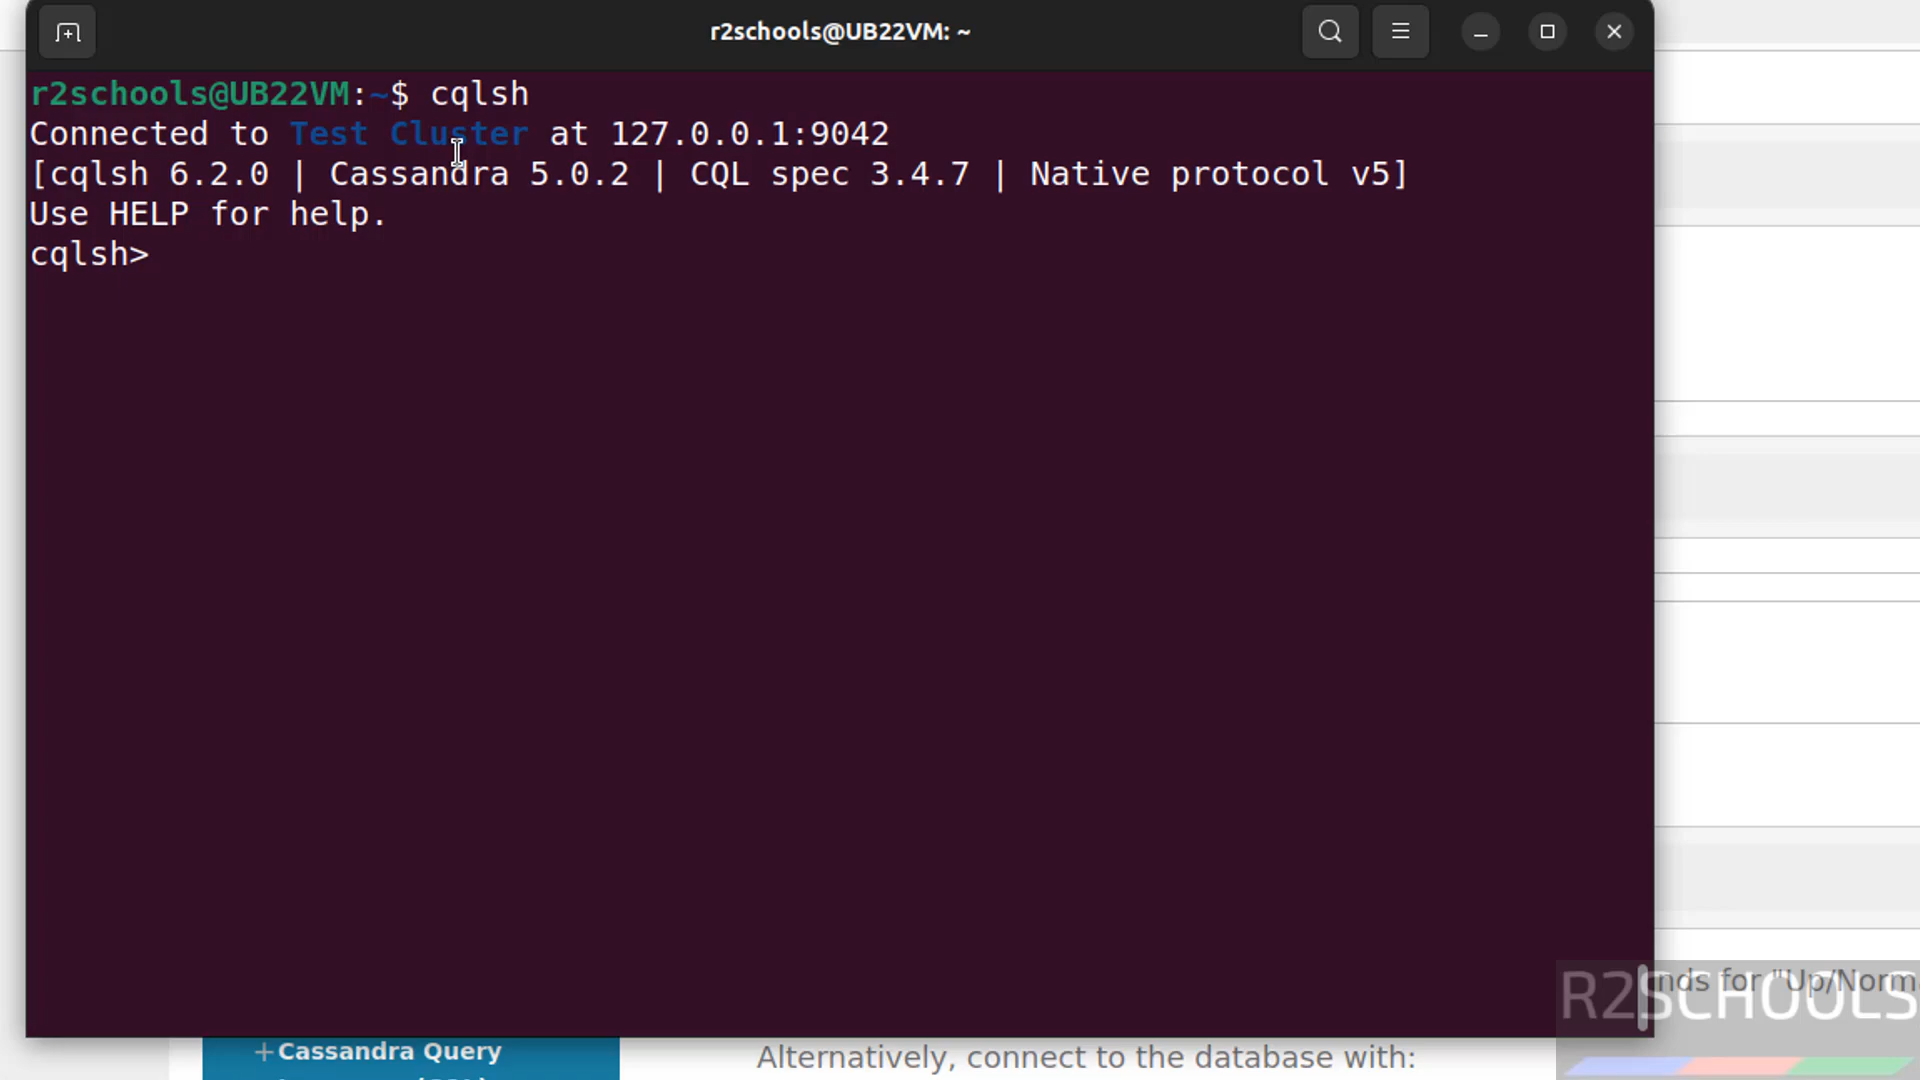 r2schools@UB22VM: ~
r2schools@UB22VM:~$ cqlsh
Connected to Test Cluster at 127.0.0.1:9042
[cqlsh 6.2.0 | Cassandra 5.0.2 | CQL spec 3.4.7 | Native protocol v5]
Use HELP for help.
cqlsh>
nds for "Up/Norm
R2SCHOOLS
+Cassandra Query
Alternatively, connect to the database with: